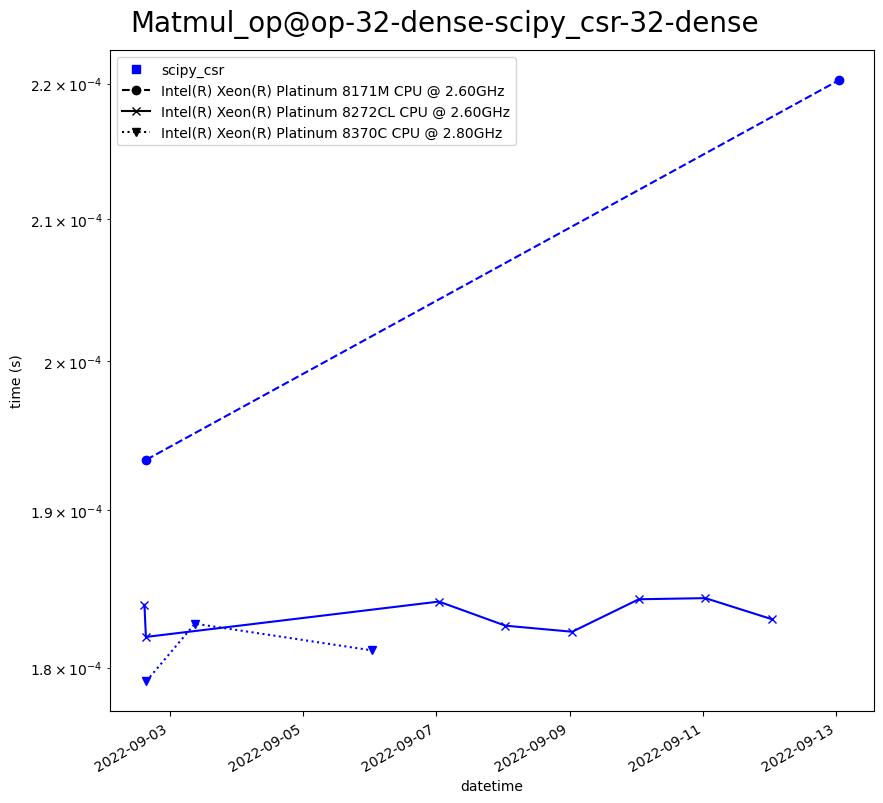 Matmul_op@op-32-dense-scipy_csr-32-dense
scipy_csr
Intel(R) Xeon(R) Platinum 8171M CPU @ 2.60GHz
Intel(R) Xeon(R) Platinum 8272CL CPU @ 2.60GHz
Intel(R) Xeon(R) Platinum 8370C CPU @ 2.80GHz
2.2 × 10⁻⁴
2.1 × 10⁻⁴
2 × 10⁻⁴
1.9 × 10⁻⁴
1.8 × 10⁻⁴
time (s)
2022-09-03
2022-09-05
2022-09-07
2022-09-09
2022-09-11
2022-09-13
datetime